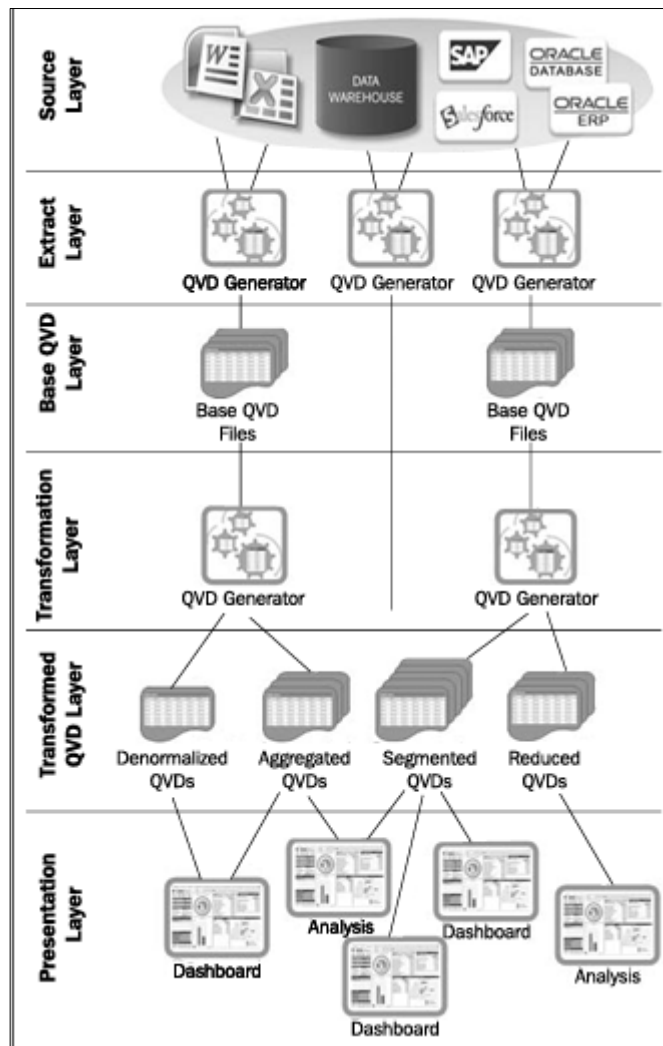 Source
Layer
W
X
DATA
WAREHOUSE
SAP
salesforce
ORACLE
DATABASE
ORACLE
ERP
Extract
Layer
QVD Generator
QVD Generator
QVD Generator
Base QVD
Layer
Base QVD
Files
Base QVD
Files
Transformation
Layer
QVD Generator
QVD Generator
Transformed
QVD Layer
Denormalized
QVDs
Aggregated
QVDs
Segmented
QVDs
Reduced
QVDs
Presentation
Layer
Dashboard
Analysis
Dashboard
Dashboard
Analysis